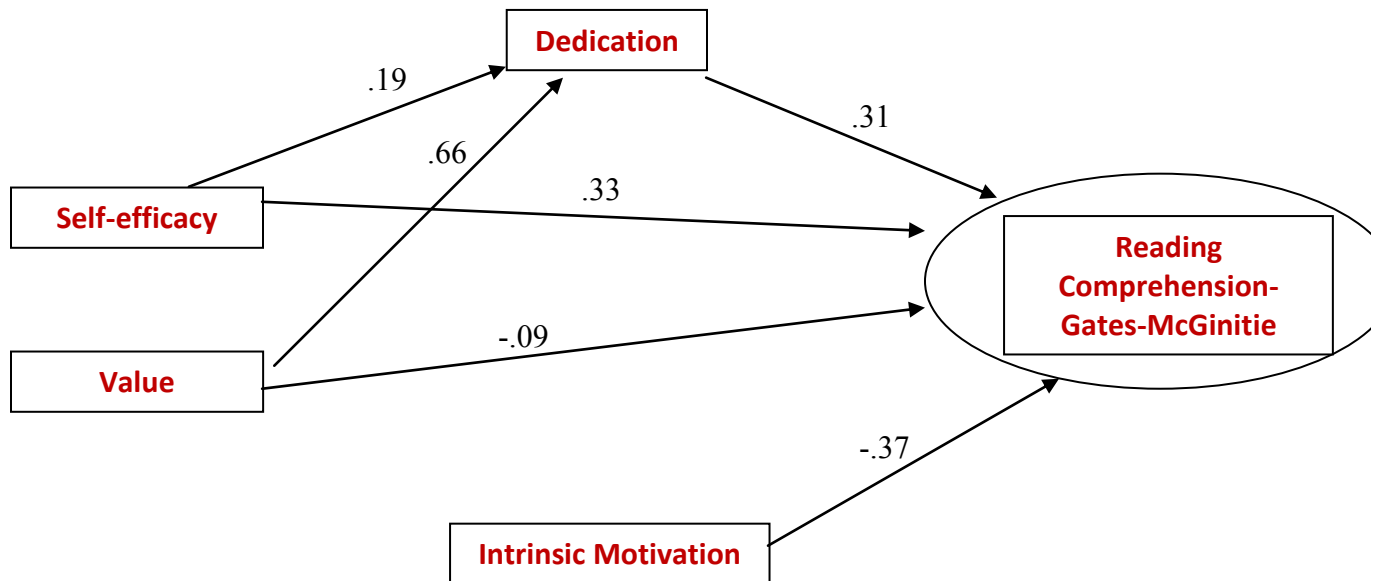 Dedication
.19
.31
.66
Self-efficacy
.33
Reading
Comprehension-
Gates-McGinitie
-.09
Value
-.37
Intrinsic Motivation